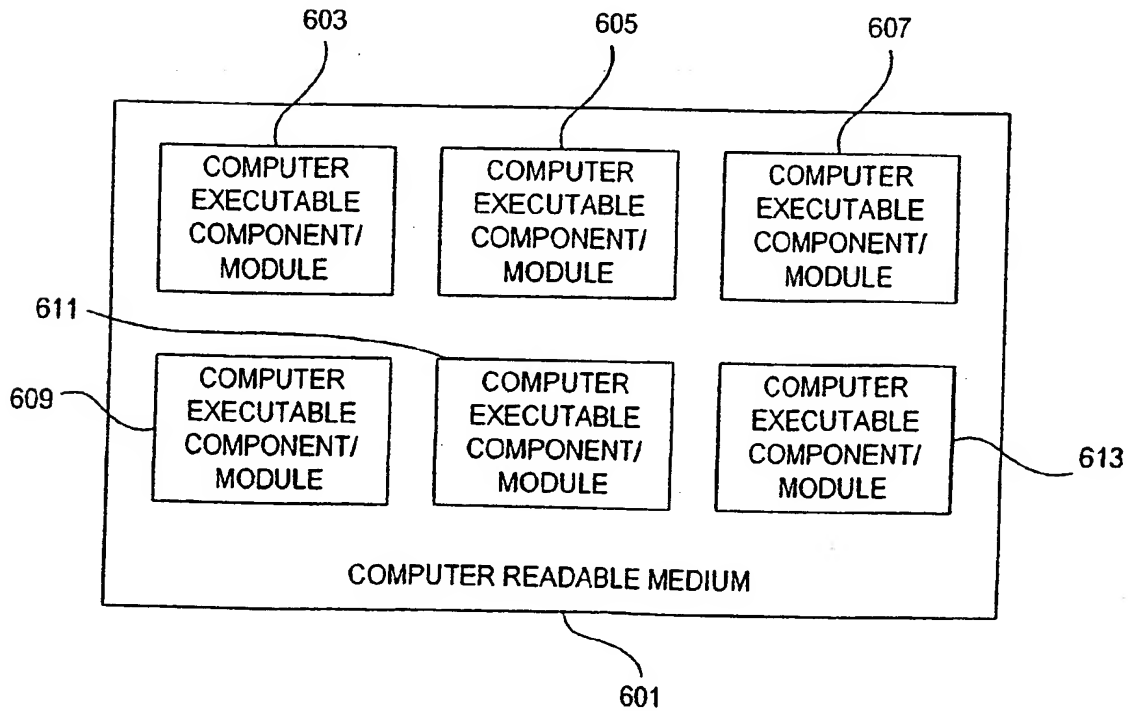 603
605
607
COMPUTER
EXECUTABLE
COMPONENT/
MODULE
COMPUTER
EXECUTABLE
COMPONENT/
MODULE
COMPUTER
EXECUTABLE
COMPONENT/
MODULE
611
609
COMPUTER
EXECUTABLE
COMPONENT/
MODULE
COMPUTER
EXECUTABLE
COMPONENT/
MODULE
COMPUTER
EXECUTABLE
COMPONENT/
MODULE
613
COMPUTER READABLE MEDIUM
601